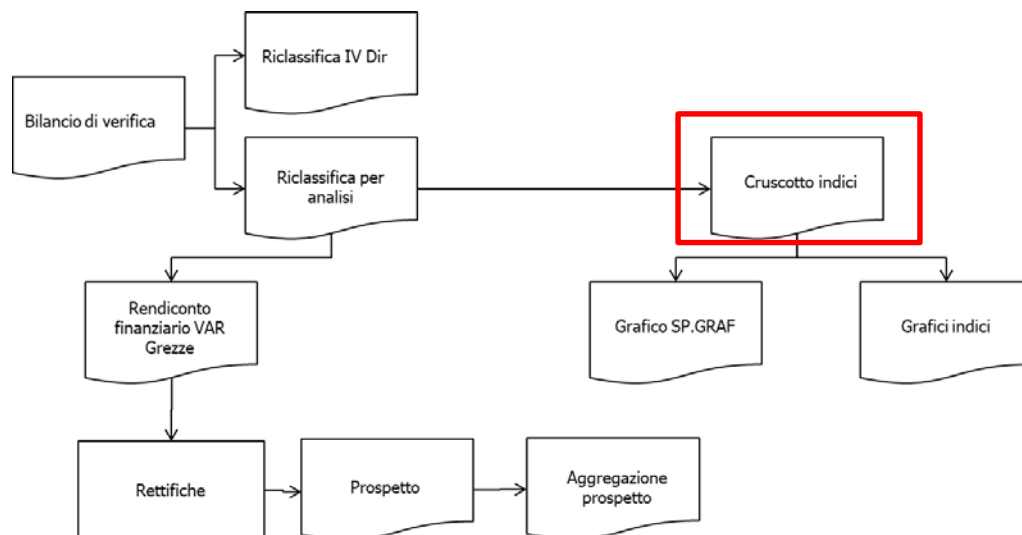 Riclassifica IV Dir
Bilancio di verifica
Riclassifica per
analisi
Cruscotto indici
Rendiconto
finanziario VAR
Grezze
Grafico SP.GRAF
Grafici indici
Rettifiche
Prospetto
Aggregazione
prospetto